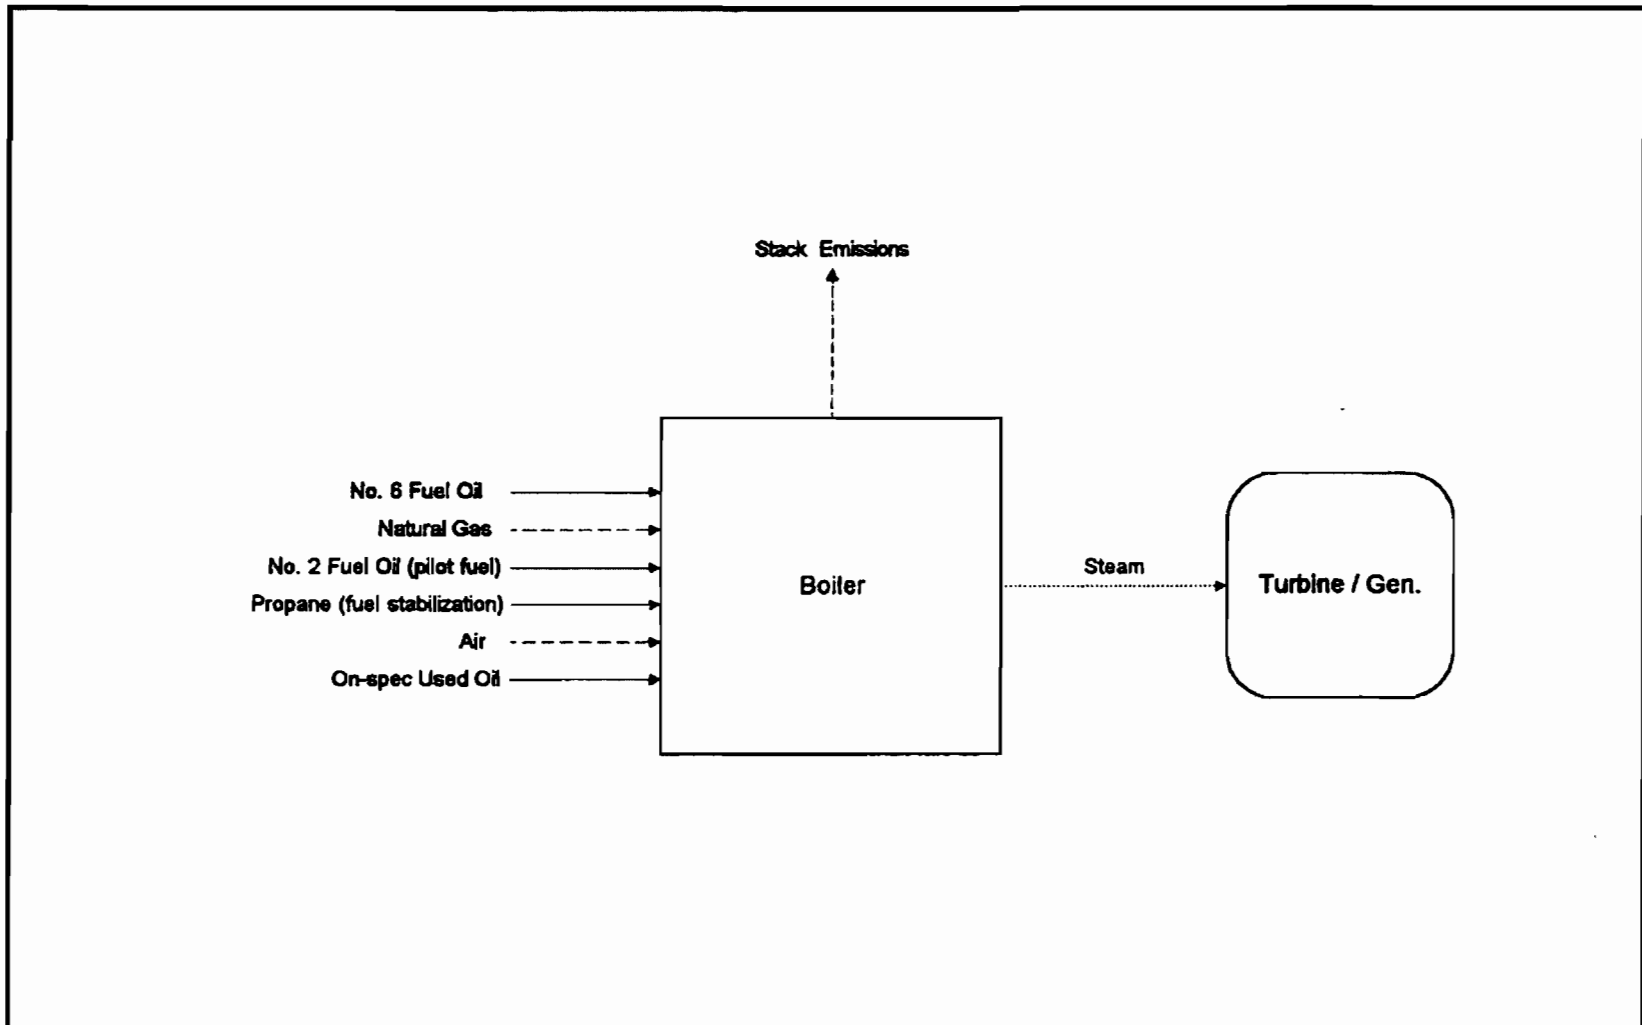 Stack Emissions
No. 6 Fuel Oil
Natural Gas
No. 2 Fuel Oil (pilot fuel)
Propane (fuel stabilization)
Air
On-spec Used Oil
Boiler
Steam
Turbine / Gen.